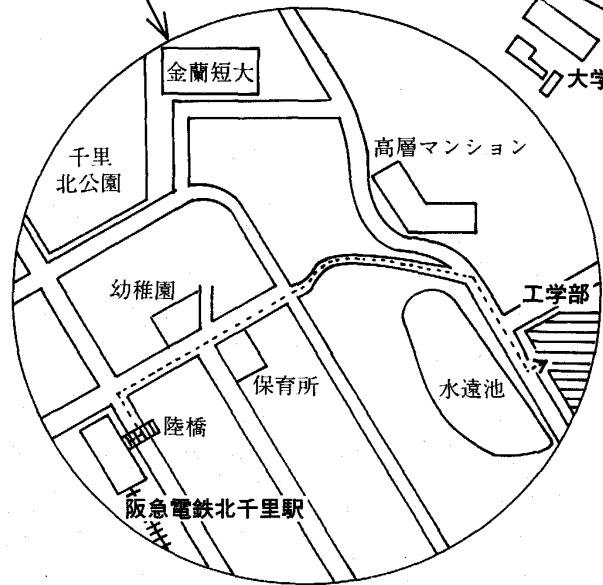 金蘭短大
大学
千里
北公園
高層マンション
幼稚園
工学部
保育所
水遠池
陸橋
阪急電鉄北千里駅